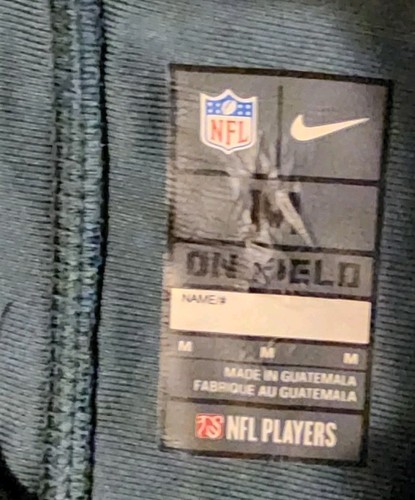 NFL
M
ON FIELD
NAME/#
M M M
MADE IN GUATEMALA
FABRIQUE AU GUATEMALA
NFL PLAYERS